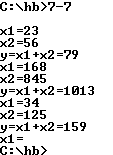 C:\hb>7-7
x1=23
x2=56
y=x1+x2=79
x1=168
x2=845
y=x1+x2=1013
x1=34
x2=125
y=x1+x2=159
x1=
C:\hb>